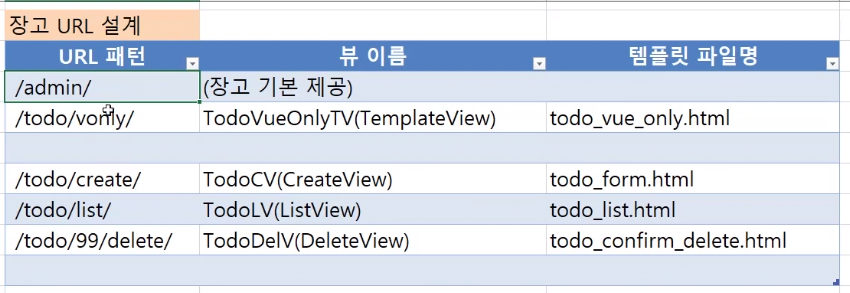 장고 URL 설계
URL 패턴 뷰 이름 템플릿 파일명
/admin/ (장고 기본 제공)
/todo/vonly/ TodoVueOnlyTV(TemplateView) todo_vue_only.html
/todo/create/ TodoCV(CreateView) todo_form.html
/todo/list/ TodoLV(ListView) todo_list.html
/todo/99/delete/ TodoDelV(DeleteView) todo_confirm_delete.html